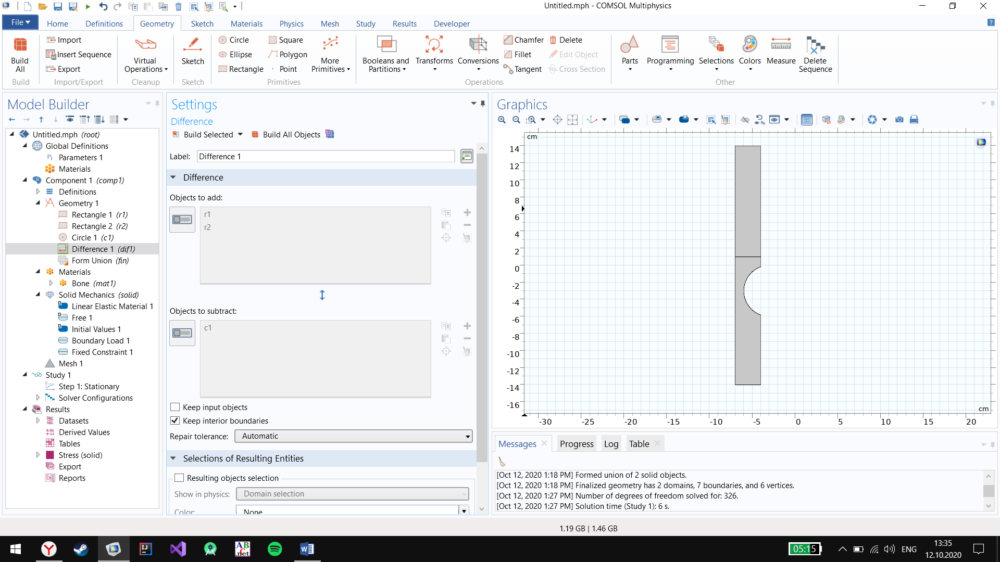 Untitled.mph - COMSOL Multiphysics
File Home Definitions Geometry Sketch Materials Physics Mesh Study Results Developer
Build All
Build
Import
Insert Sequence
Export
Import/Export
Virtual Operations
Cleanup
Sketch
Sketch
Circle Square
Ellipse Polygon
Rectangle Point
More Primitives
Primitives
Booleans and Partitions
Transforms
Conversions
Chamfer Delete
Fillet Edit Object
Tangent Cross Section
Operations
Parts
Programming
Selections
Colors
Measure
Delete Sequence
Other
Model Builder
Untitled.mph (root)
Global Definitions
Pi Parameters 1
Materials
Component 1 (comp1)
Definitions
Geometry 1
Rectangle 1 (r1)
Rectangle 2 (r2)
Circle 1 (c1)
Difference 1 (dif1)
Form Union (fin)
Materials
Bone (mat1)
Solid Mechanics (solid)
Linear Elastic Material 1
Free 1
Initial Values 1
Boundary Load 1
Fixed Constraint 1
Mesh 1
Study 1
Step 1: Stationary
Solver Configurations
Results
Datasets
8.85 e-12 Derived Values
Tables
Stress (solid)
Export
Reports
Settings
Difference
Build Selected Build All Objects
Label: Difference 1
Difference
Objects to add:
r1
r2
Objects to subtract:
c1
Keep input objects
Keep interior boundaries
Repair tolerance: Automatic
Selections of Resulting Entities
Resulting objects selection
Show in physics: Domain selection
Color: None
Graphics
cm
14
12
10
8
6
4
2
0
-2
-4
-6
-8
-10
-12
-14
-16
cm
-30 -25 -20 -15 -10 -5 0 5 10 15 20
Messages Progress Log Table
[Oct 12, 2020 1:18 PM] Formed union of 2 solid objects.
[Oct 12, 2020 1:18 PM] Finalized geometry has 2 domains, 7 boundaries, and 6 vertices.
[Oct 12, 2020 1:27 PM] Number of degrees of freedom solved for: 326.
[Oct 12, 2020 1:27 PM] Solution time (Study 1): 6 s.
1.19 GB | 1.46 GB
05:15
ENG
13:35
12.10.2020